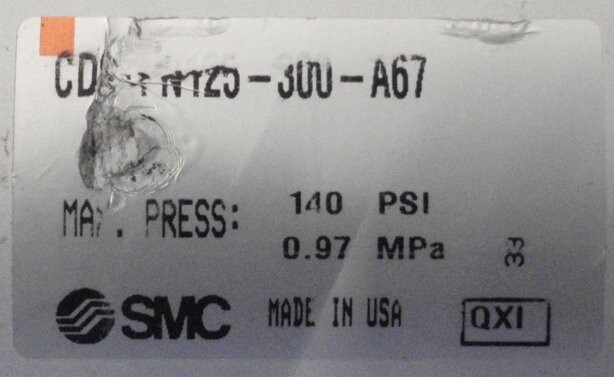 -300-A67
PRESS: 140 PSI
0.97 MPa
33
SMC MADE IN USA QXI